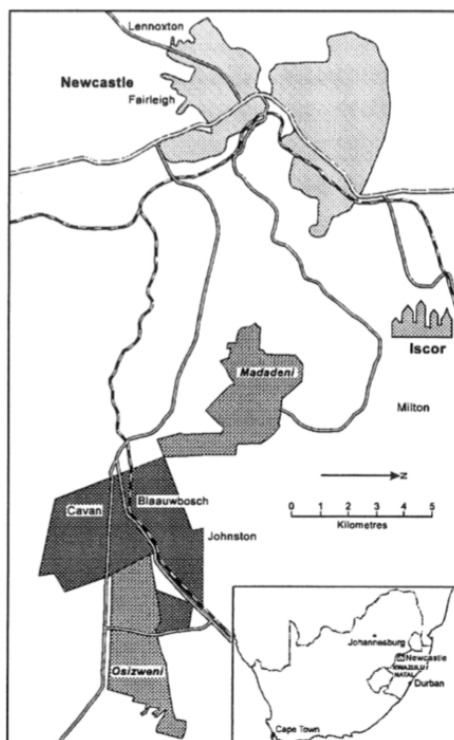 Lennoxton
Newcastle
Fairleigh
Iscor
Madadeni
Milton
N
Blaauwbosch
Cavan
Johnston
0 1 2 3 4 5
Kilometres
Osizweni
Johannesburg
Newcastle
KWAZULU
NATAL
Durban
Cape Town